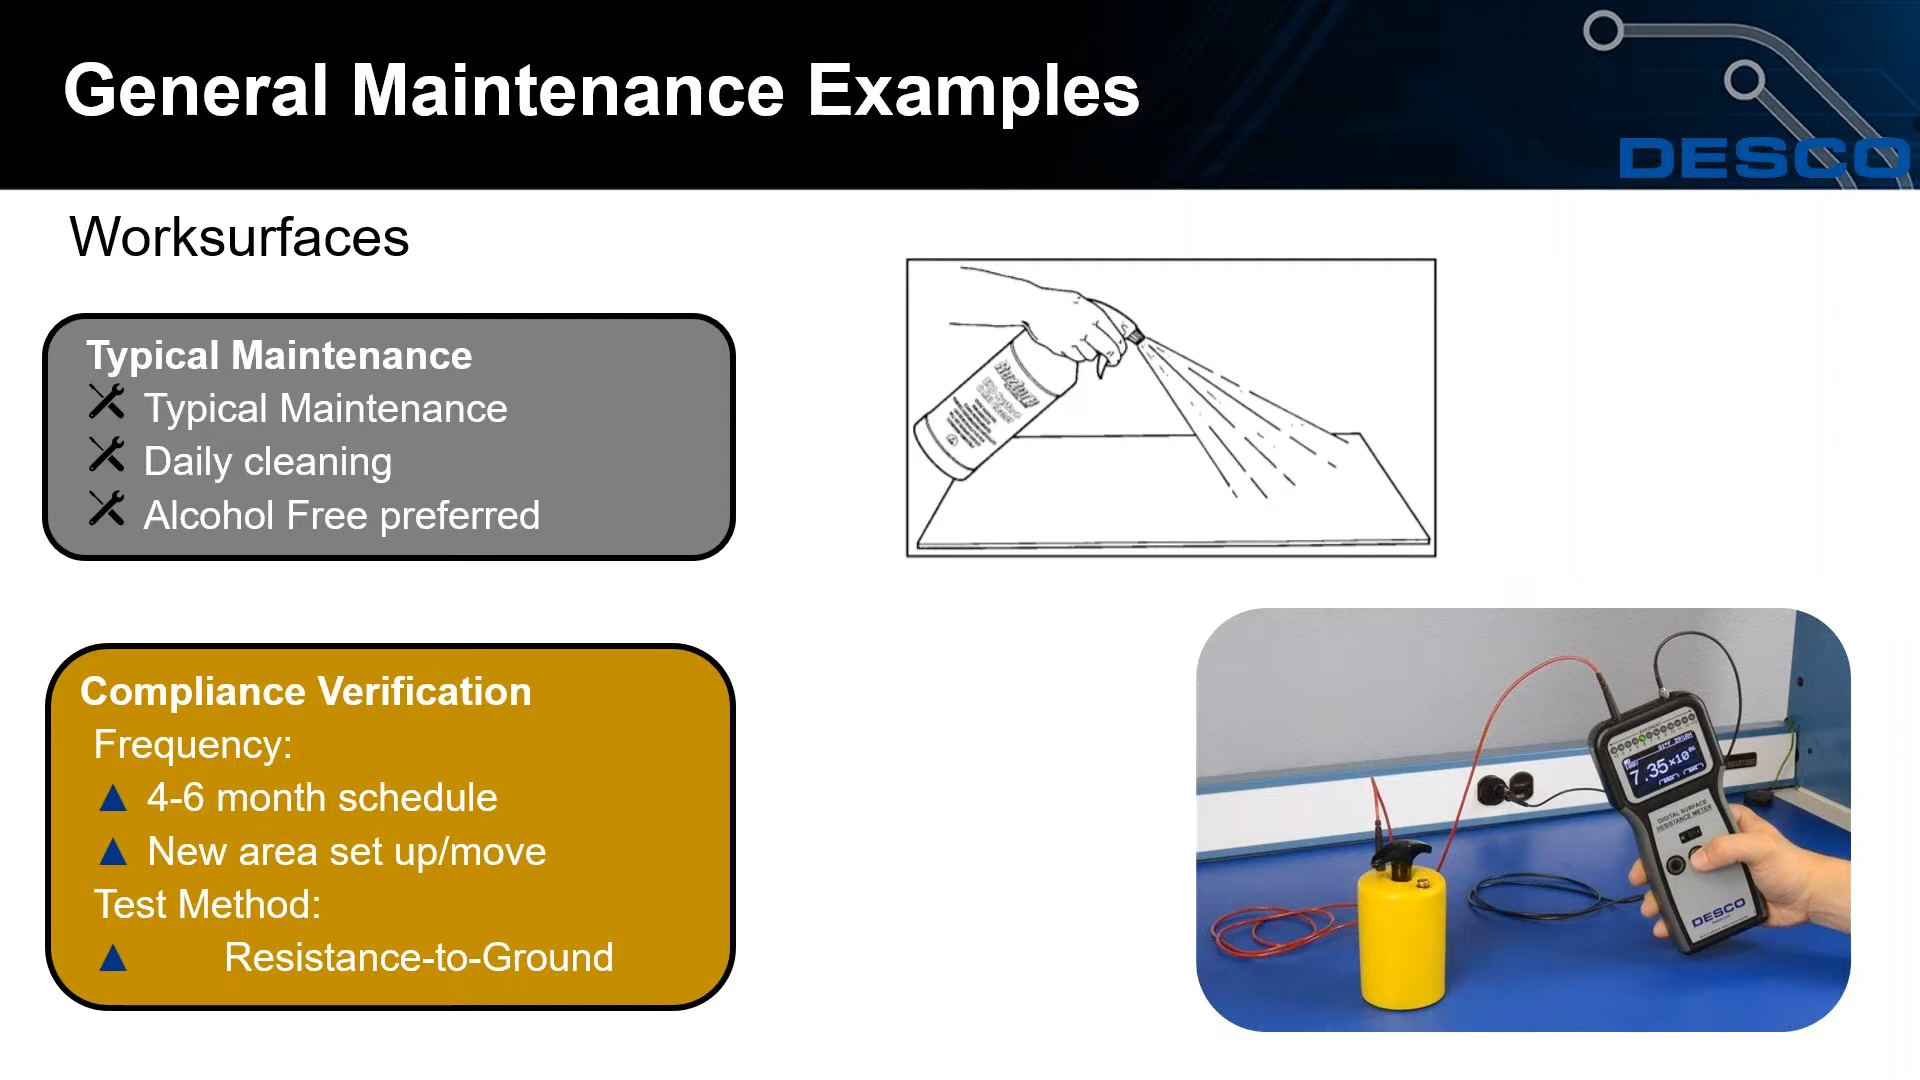 General Maintenance Examples
DESCO
Worksurfaces
Typical Maintenance
Typical Maintenance
Daily cleaning
Alcohol Free preferred
Compliance Verification
Frequency:
4-6 month schedule
New area set up/move
Test Method:
Resistance-to-Ground
Reztore
7.35x10
DIGITAL SURFACE
RESISTANCE METER
DESCO